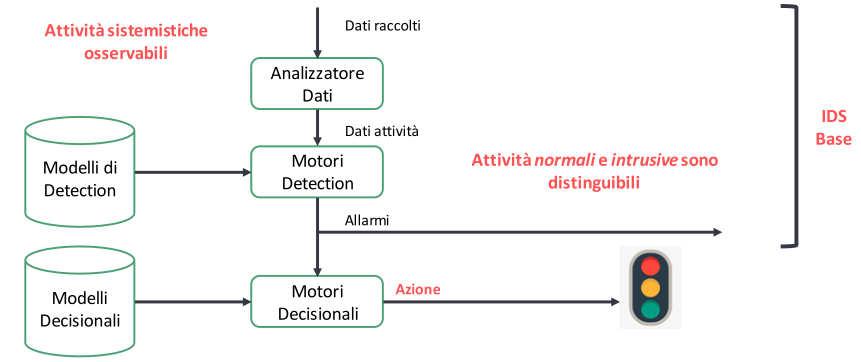 Attività sistemistiche
osservabili
Dati raccolti
Analizzatore
Dati
Dati attività
IDS
Base
Modelli di
Detection
Motori
Detection
Attività normali e intrusive sono
distinguibili
Allarmi
Modelli
Decisionali
Motori
Decisionali
Azione